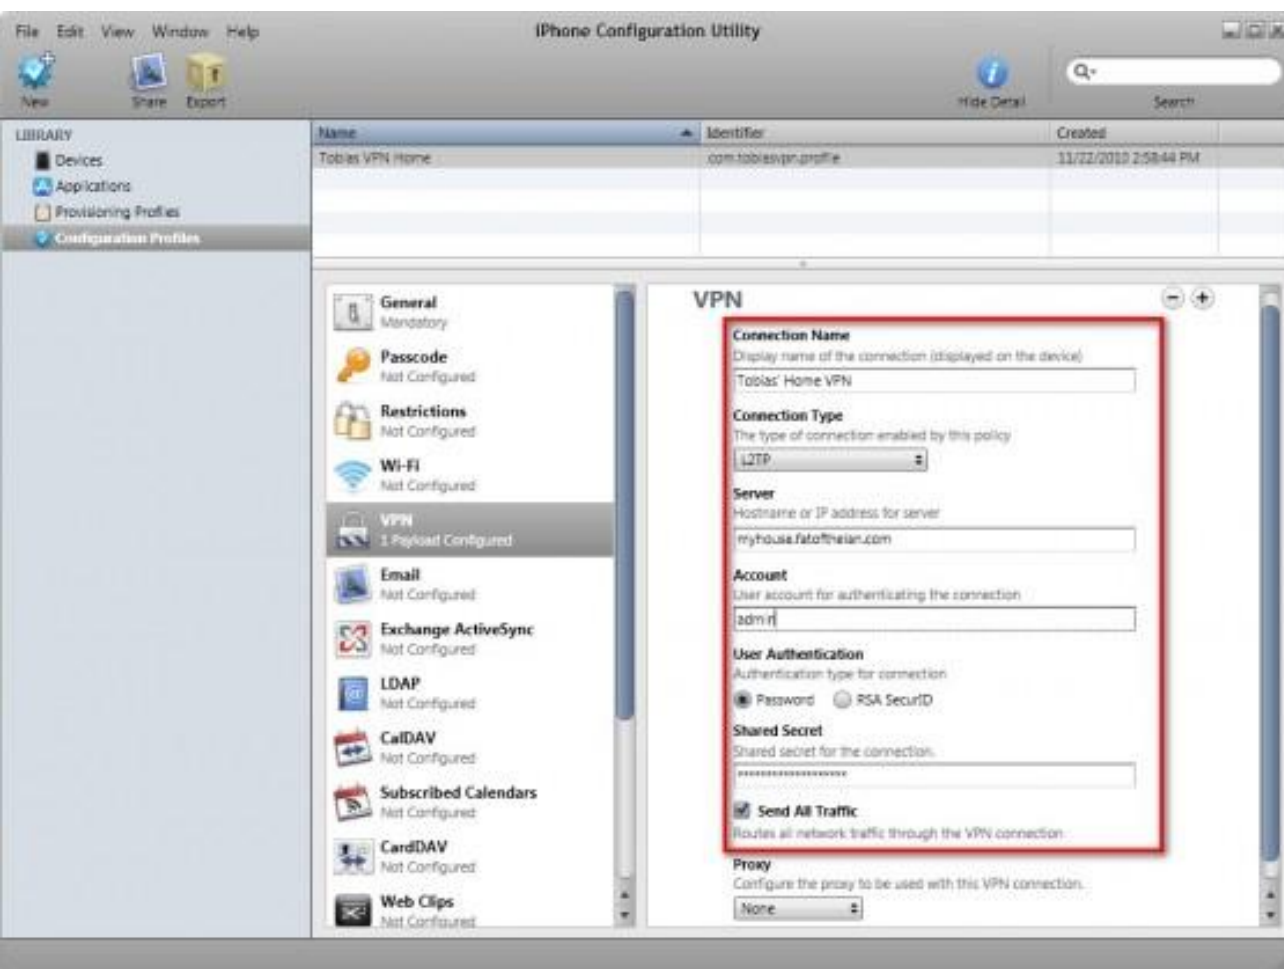 File Edit View Window Help
iPhone Configuration Utility
New Share Export
Hide Detail
Search
LIBRARY
Devices
Applications
Provisioning Profiles
Configuration Profiles
Name Identifier Created
Tobias VPN Home com.tobiasvpn.profile 11/22/2010 2:58:44 PM
General
Mandatory
Passcode
Not Configured
Restrictions
Not Configured
Wi-Fi
Not Configured
VPN
1 Payload Configured
Email
Not Configured
Exchange ActiveSync
Not Configured
LDAP
Not Configured
CalDAV
Not Configured
Subscribed Calendars
Not Configured
CardDAV
Not Configured
Web Clips
Not Configured
VPN
Connection Name
Display name of the connection (displayed on the device)
Tobias' Home VPN
Connection Type
The type of connection enabled by this policy
L2TP
Server
Hostname or IP address for server
myhouse.fatofthelan.com
Account
User account for authenticating the connection
admin
User Authentication
Authentication type for connection
Password RSA SecurID
Shared Secret
Shared secret for the connection.
Send All Traffic
Routes all network traffic through the VPN connection
Proxy
Configure the proxy to be used with this VPN connection.
None